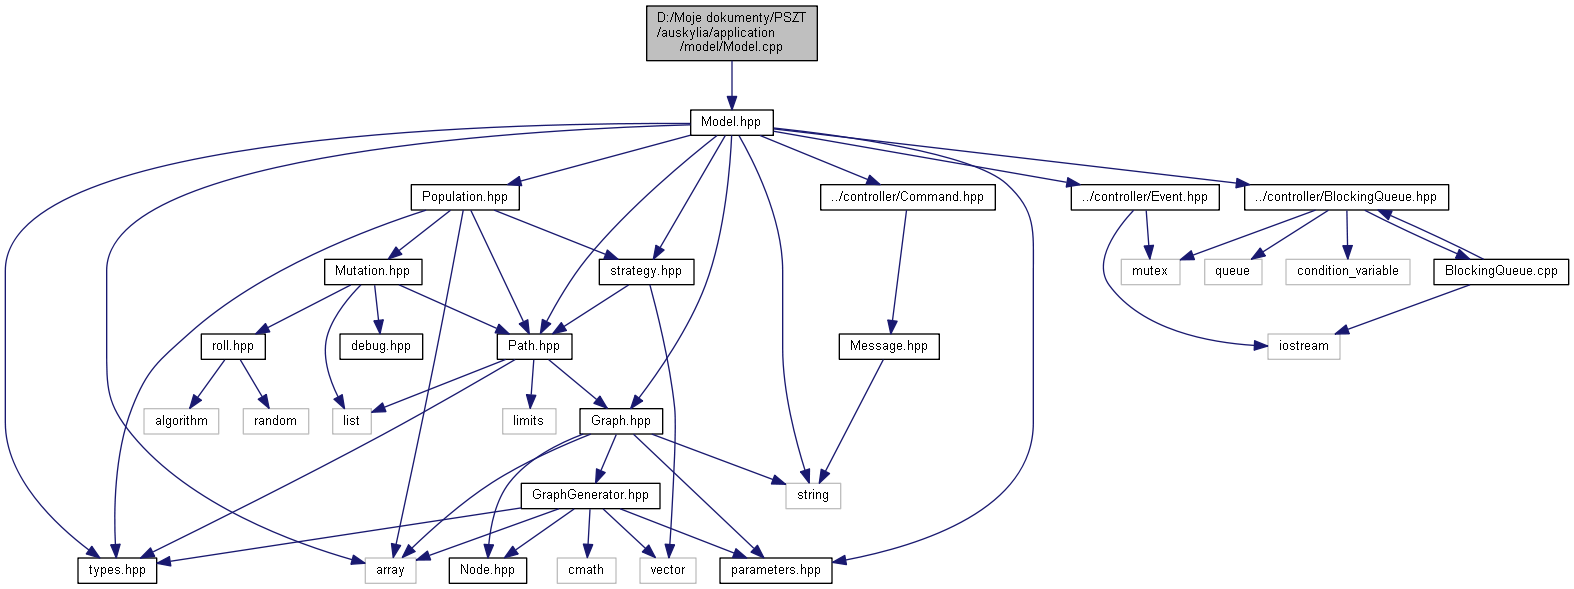 D:/Moje dokumenty/PSZT
/auskylia/application
/model/Model.cpp
Model.hpp
Population.hpp
../controller/Command.hpp
../controller/Event.hpp
../controller/BlockingQueue.hpp
Mutation.hpp
strategy.hpp
mutex
queue
condition_variable
BlockingQueue.cpp
roll.hpp
debug.hpp
Path.hpp
Message.hpp
iostream
algorithm
random
list
limits
Graph.hpp
GraphGenerator.hpp
string
types.hpp
array
Node.hpp
cmath
vector
parameters.hpp